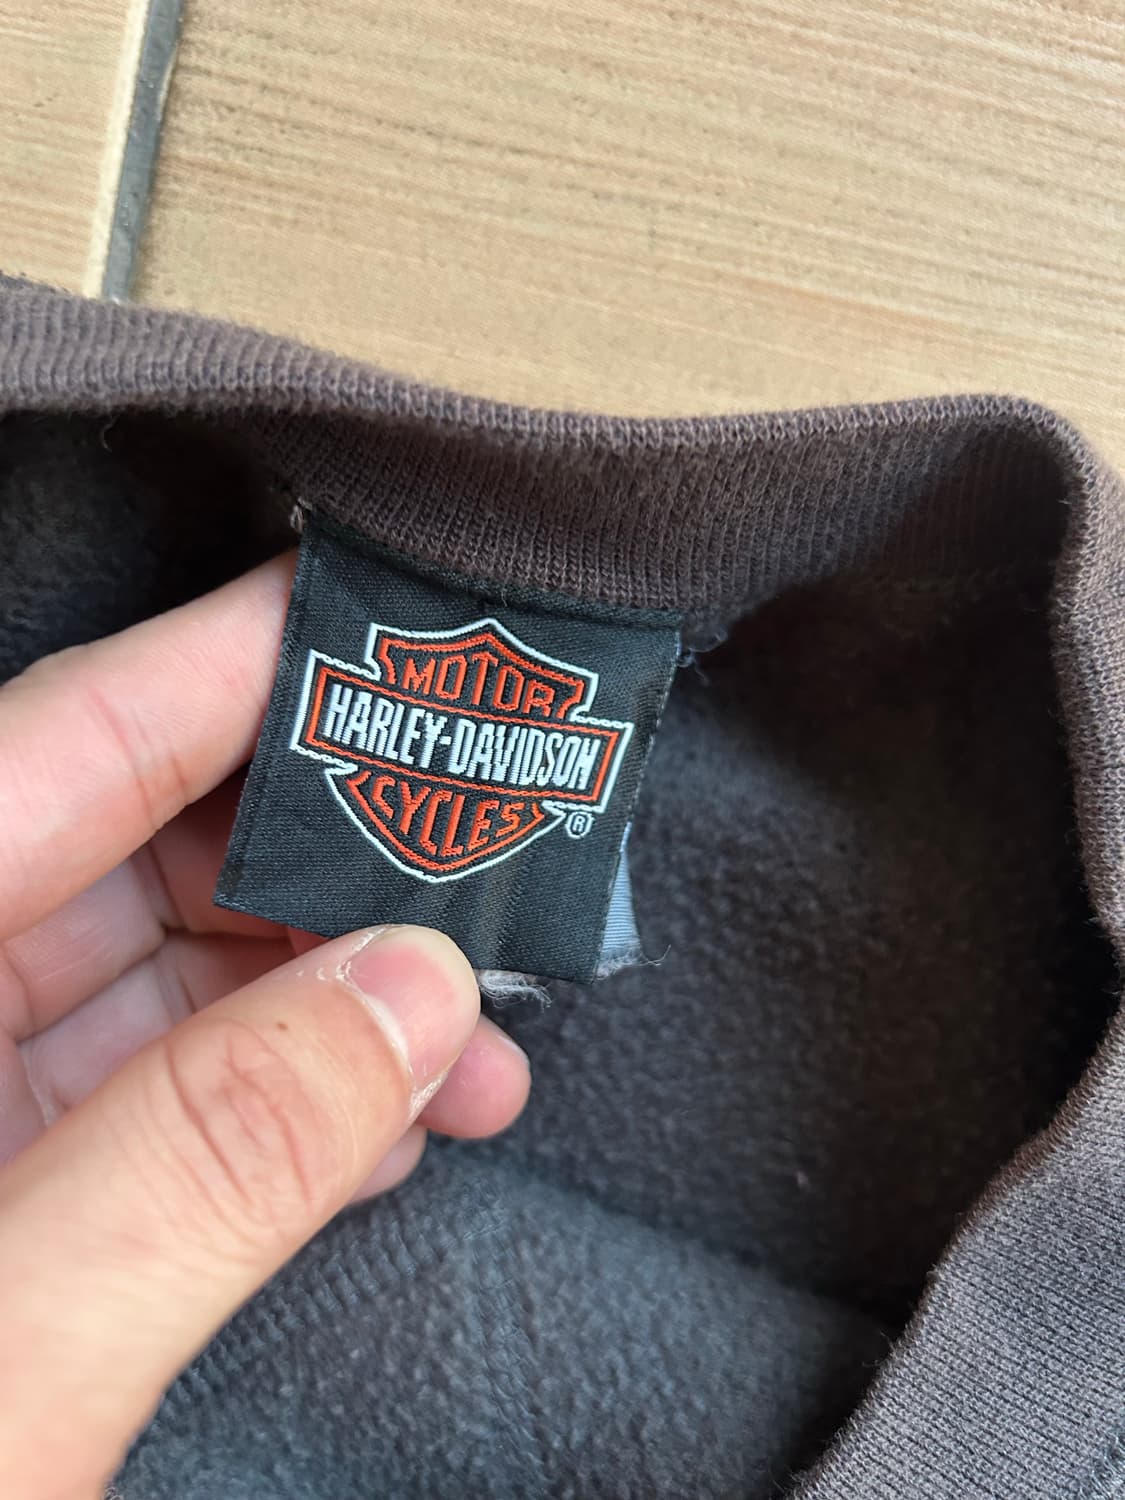 MOTOR
HARLEY-DAVIDSON
CYCLES
®